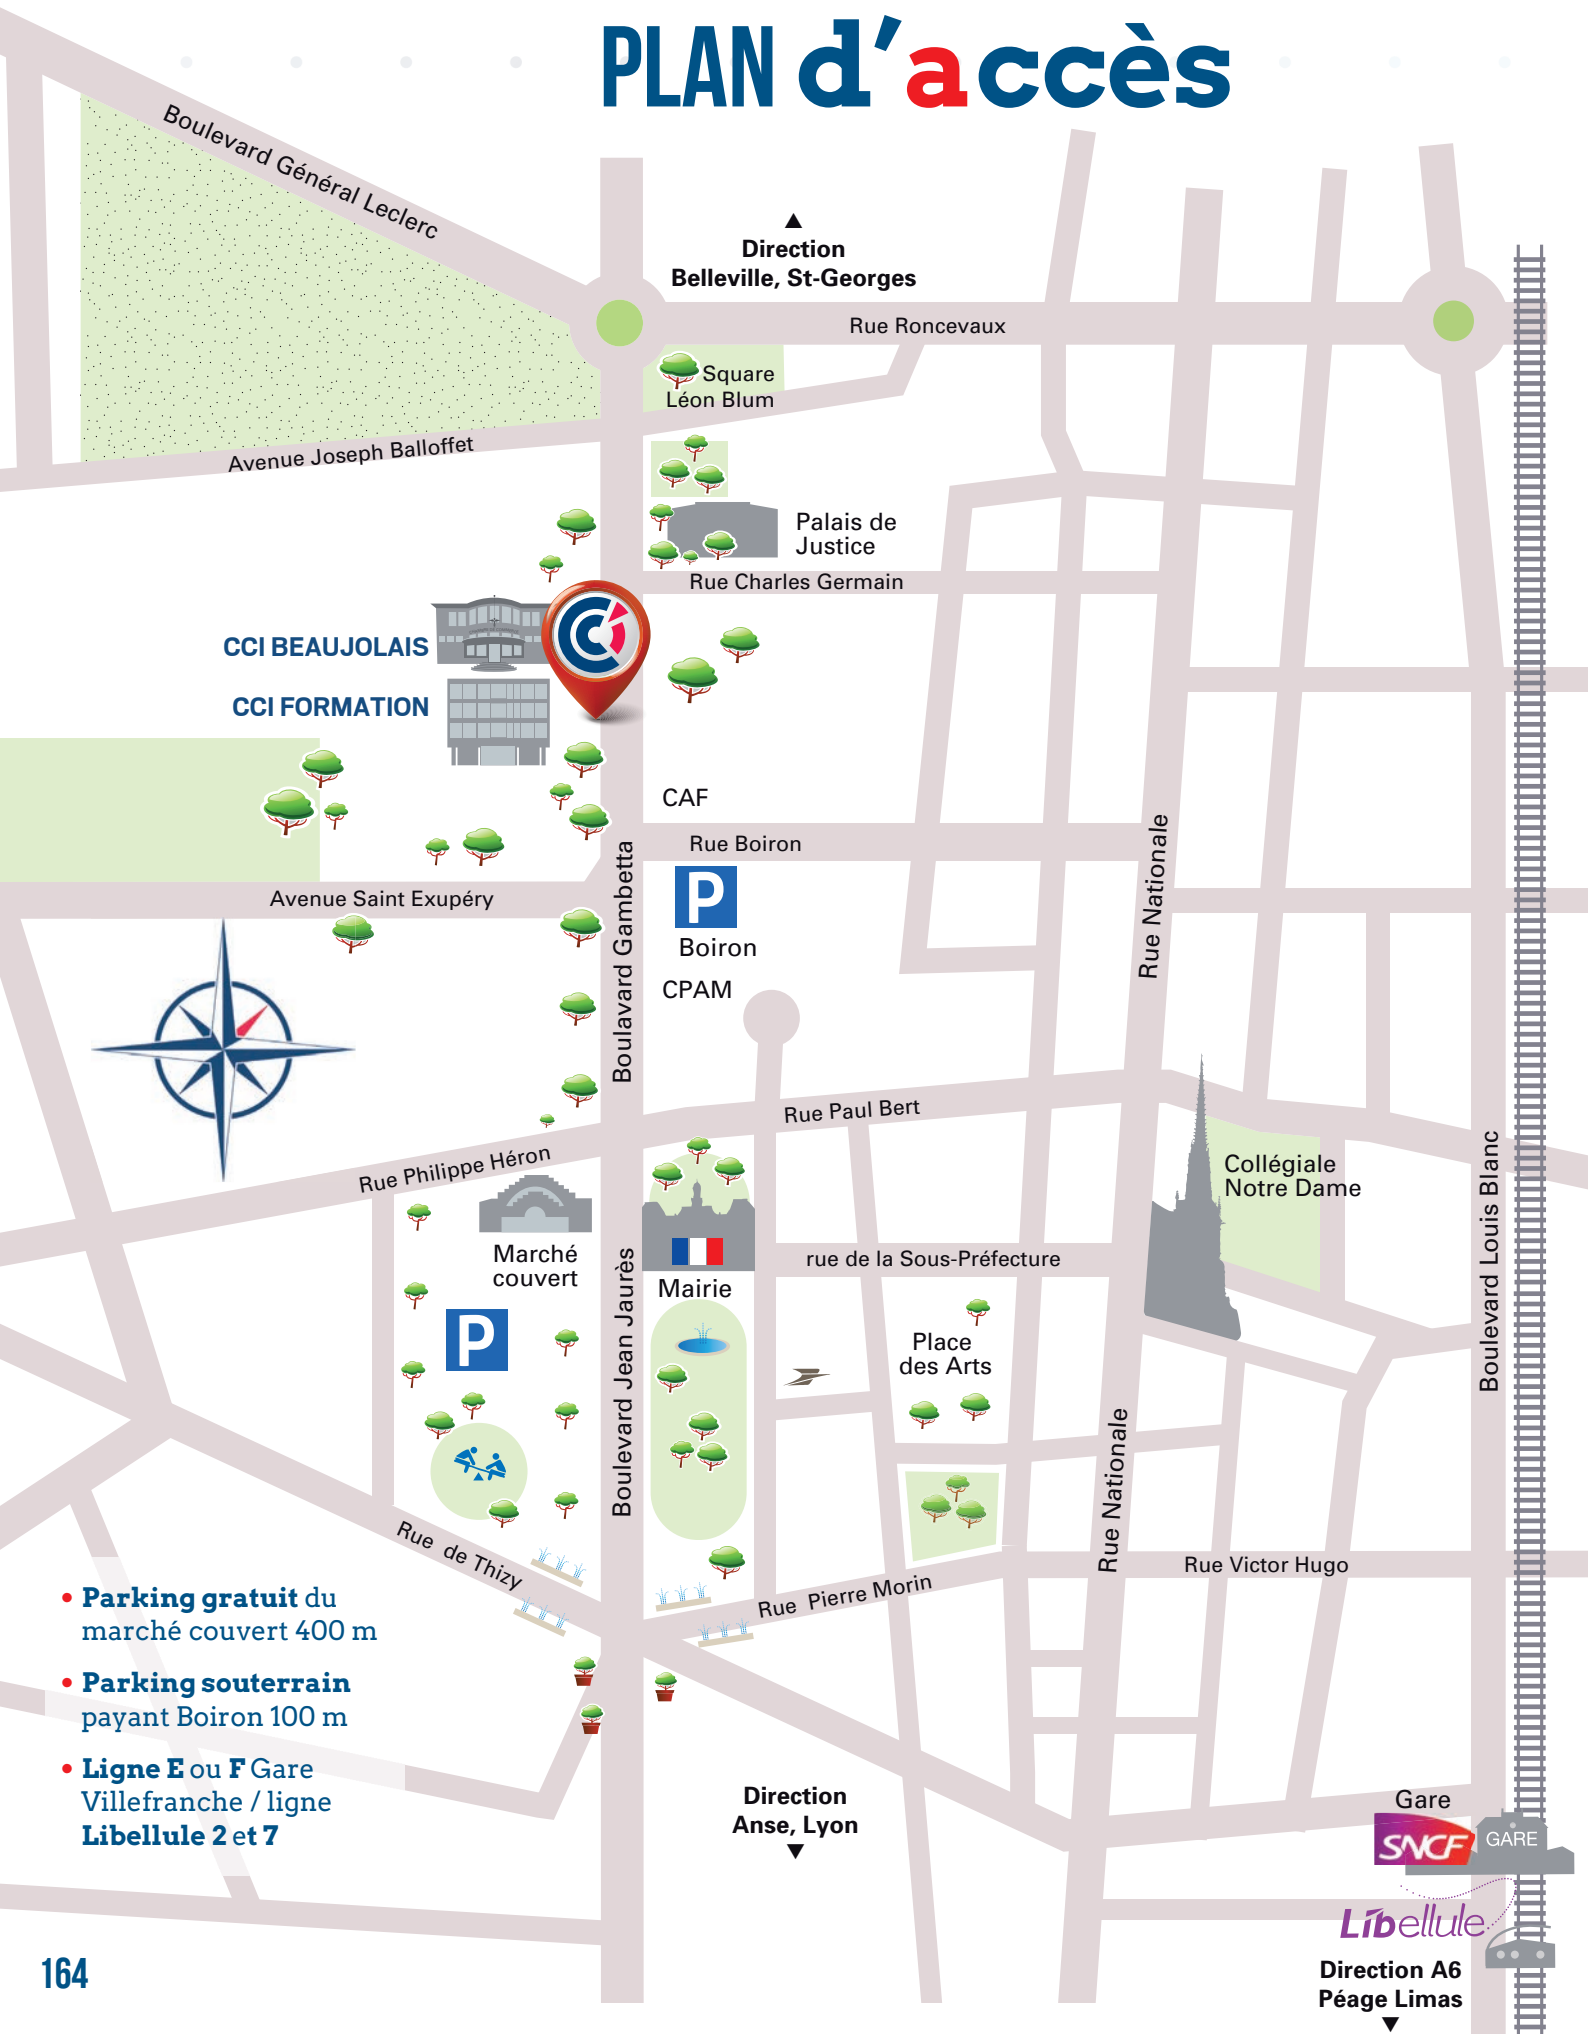 PLAN d'accès
Boulevard Général Leclerc
Direction
Belleville, St-Georges
Rue Roncevaux
Square
Léon Blum
Avenue Joseph Balloffet
Palais de
Justice
Rue Charles Germain
CCI BEAUJOLAIS
CCI FORMATION
CAF
Rue Boiron
Avenue Saint Exupéry
P
Boiron
CPAM
Boulavard Gambetta
Rue Nationale
Rue Paul Bert
Rue Philippe Héron
Collégiale
Notre Dame
Boulevard Louis Blanc
Marché
couvert
Mairie
rue de la Sous-Préfecture
P
Boulevard Jean Jaurès
Place
des Arts
Rue Nationale
Rue de Thizy
Rue Pierre Morin
Rue Victor Hugo
• Parking gratuit du
marché couvert 400 m
• Parking souterrain
payant Boiron 100 m
• Ligne E ou F Gare
Villefranche / ligne
Libellule 2 et 7
Direction
Anse, Lyon
Gare
SNCF
GARE
Libellule
Direction A6
Péage Limas
164